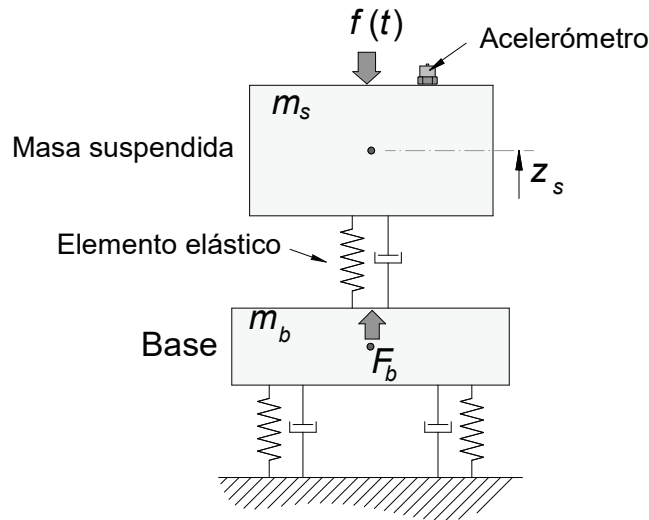 f (t)
Acelerómetro
m_s
Masa suspendida
z_s
Elemento elástico
m_b
Base
F_b